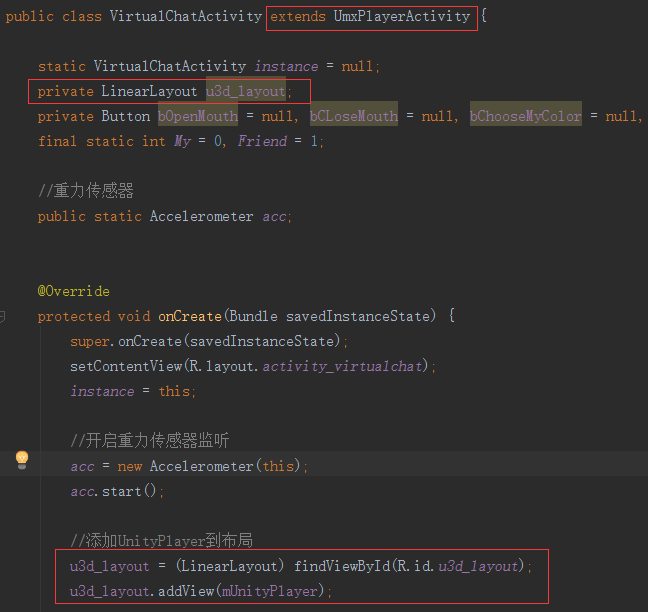 public class VirtualChatActivity extends UmxPlayerActivity {
static VirtualChatActivity instance = null;
private LinearLayout u3d_layout;
private Button bOpenMouth = null, bCLoseMouth = null, bChooseMyColor = null,
final static int My = 0, Friend = 1;
//重力传感器
public static Accelerometer acc;
@Override
protected void onCreate(Bundle savedInstanceState) {
super.onCreate(savedInstanceState);
setContentView(R.layout.activity_virtualchat);
instance = this;
//开启重力传感器监听
acc = new Accelerometer(this);
acc.start();
//添加UnityPlayer到布局
u3d_layout = (LinearLayout) findViewById(R.id.u3d_layout);
u3d_layout.addView(mUnityPlayer);